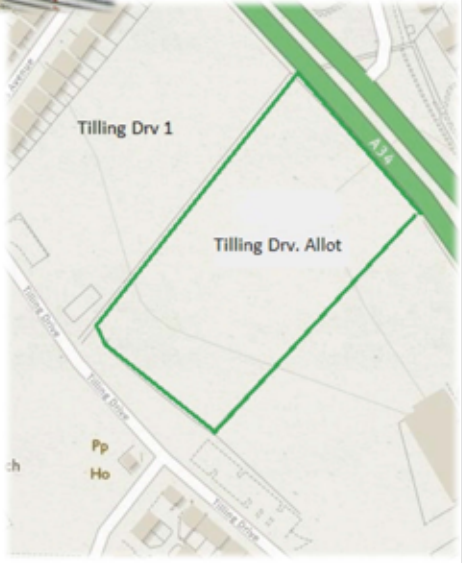 Avenue
Tilling Drv 1
A34
Tilling Drv. Allot
Tilling Drive
Tilling Drive
Pp
Ho
ch
Tilling Drive